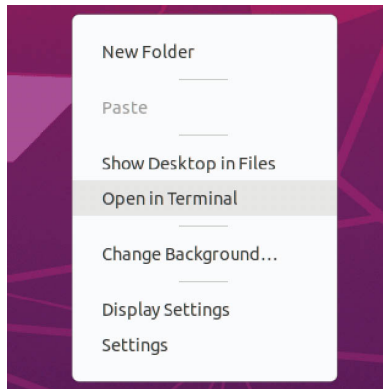 New Folder
Paste
Show Desktop in Files
Open in Terminal
Change Background...
Display Settings
Settings